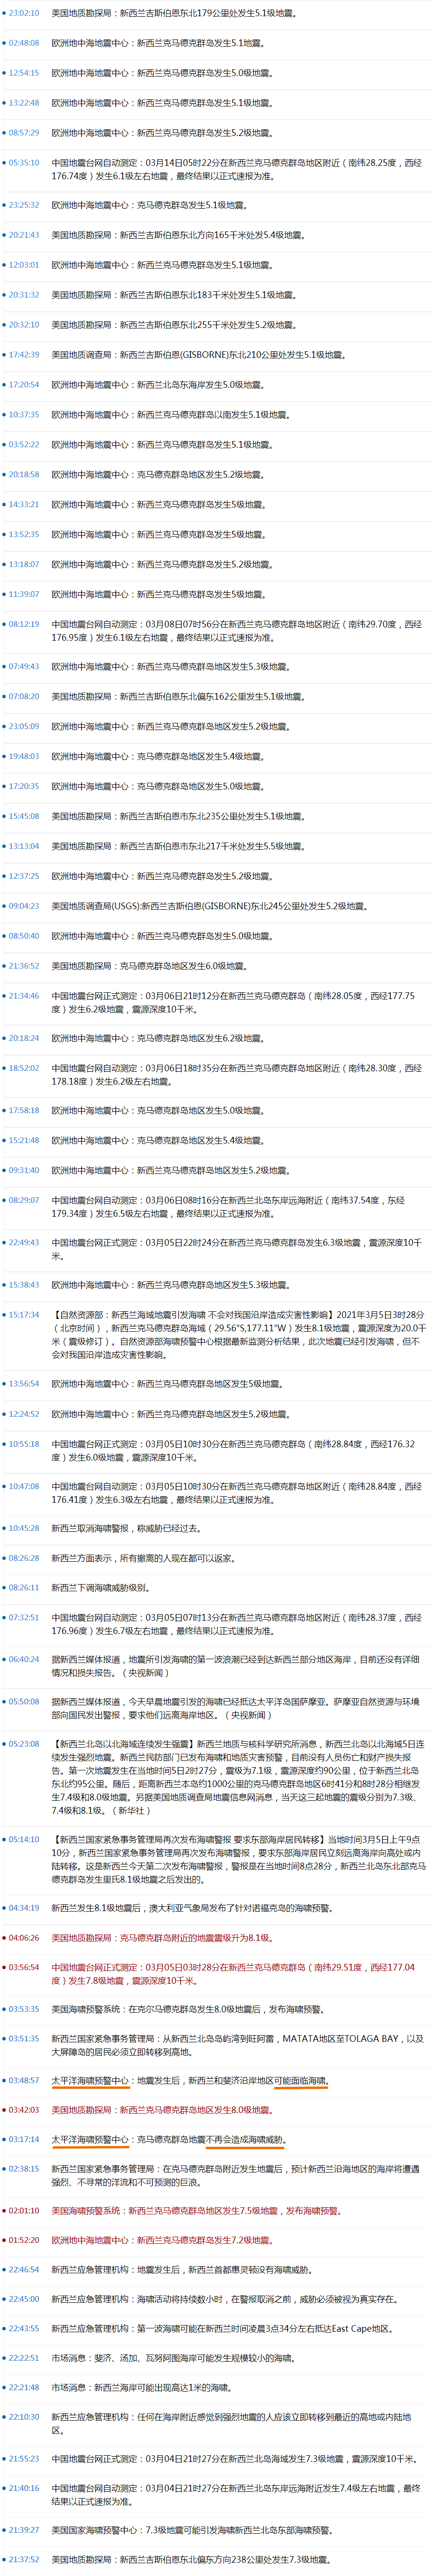 23:02:10 美国地质勘探局：新西兰吉斯伯恩东北179公里处发生5.1级地震。
02:48:08 欧洲地中海地震中心：新西兰克马德克群岛发生5.1地震。
12:54:15 欧洲地中海地震中心：新西兰克马德克群岛发生5.0级地震。
13:22:48 欧洲地中海地震中心：新西兰克马德克群岛发生5.1级地震。
08:57:29 欧洲地中海地震中心：新西兰克马德克群岛发生5.2级地震。
05:35:10 中国地震台网自动测定：03月14日05时22分在新西兰克马德克群岛地区附近（南纬28.25度，西经
176.74度）发生6.1级左右地震，最终结果以正式速报为准。
23:25:32 欧洲地中海地震中心：克马德克群岛发生5.1级地震。
20:21:43 美国地质勘探局：新西兰吉斯伯恩东北方向165千米处发5.4级地震。
12:03:01 欧洲地中海地震中心：新西兰克马德克群岛发生5.1级地震。
20:31:32 美国地质勘探局：新西兰吉斯伯恩东北183千米处发生5.1级地震。
20:32:10 美国地质勘探局：新西兰吉斯伯恩东北255千米处发生5.2级地震。
17:42:39 美国地质调查局：新西兰吉斯伯恩(GISBORNE)东北210公里处发生5.1级地震。
17:20:54 欧洲地中海地震中心：新西兰北岛东海岸发生5.0级地震。
10:37:35 欧洲地中海地震中心：新西兰克马德克群岛以南发生5.1级地震。
03:52:22 欧洲地中海地震中心：新西兰克马德克群岛发生5.1级地震。
20:18:58 欧洲地中海地震中心：克马德克群岛地区发生5.2级地震。
14:33:21 欧洲地中海地震中心：新西兰克马德克群岛发生5级地震。
13:52:35 欧洲地中海地震中心：新西兰克马德克群岛发生5级地震。
13:18:07 欧洲地中海地震中心：新西兰克马德克群岛发生5.2级地震。
11:39:07 欧洲地中海地震中心：新西兰克马德克群岛发生5级地震。
08:12:19 中国地震台网自动测定：03月08日07时56分在新西兰克马德克群岛地区附近（南纬29.70度，西经
176.95度）发生6.1级左右地震，最终结果以正式速报为准。
07:49:43 欧洲地中海地震中心：新西兰克马德克群岛地区发生5.3级地震。
07:08:20 美国地质勘探局：新西兰吉斯伯恩东北偏东162公里发生5.1级地震。
23:05:09 欧洲地中海地震中心：新西兰克马德克群岛地区发生5.2级地震。
19:48:03 欧洲地中海地震中心：克马德克群岛地区发生5.4级地震。
17:20:35 欧洲地中海地震中心：克马德克群岛地区发生5.0级地震。
15:45:08 美国地质勘探局：新西兰吉斯伯恩市东北235公里处发生5.1级地震。
13:13:04 美国地质勘探局：新西兰吉斯伯恩市东北217千米处发生5.5级地震。
12:37:25 欧洲地中海地震中心：新西兰克马德克群岛发生5.2级地震。
09:04:23 美国地质调查局(USGS):新西兰吉斯伯恩(GISBORNE)东北245公里处发生5.2级地震。
08:50:40 欧洲地中海地震中心：新西兰克马德克群岛发生5.0级地震。
21:36:52 美国地质勘探局：克马德克群岛地区发生6.0级地震。
21:34:46 中国地震台网正式测定：03月06日21时12分在新西兰克马德克群岛（南纬28.05度，西经177.75
度）发生6.2级地震，震源深度10千米。
20:18:24 欧洲地中海地震中心：克马德克群岛地区发生6.2级地震。
18:52:02 中国地震台网自动测定：03月06日18时35分在新西兰克马德克群岛地区附近（南纬28.30度，西经
178.18度）发生6.2级左右地震。
17:58:18 欧洲地中海地震中心：克马德克群岛地区发生5.0级地震。
15:21:48 欧洲地中海地震中心：克马德克群岛地区发生5.4级地震。
09:31:40 欧洲地中海地震中心：新西兰克马德克群岛地区发生5.2级地震。
08:29:07 中国地震台网自动测定：03月06日08时16分在新西兰北岛东岸远海附近（南纬37.54度，东经
179.34度）发生6.5级左右地震，最终结果以正式速报为准。
22:49:43 中国地震台网正式测定：03月05日22时24分在新西兰克马德克群岛发生6.3级地震，震源深度10千
米。
15:38:43 欧洲地中海地震中心：新西兰克马德克群岛地区发生5.3级地震。
15:17:34 【自然资源部：新西兰海域地震引发海啸 不会对我国沿岸造成灾害性影响】2021年3月5日3时28分
（北京时间），新西兰克马德克群岛海域（29.56°S,177.11°W）发生8.1级地震，震源深度为20.0千
米（震级修订）。自然资源部海啸预警中心根据最新监测分析结果，此次地震已经引发海啸，但不
会对我国沿岸造成灾害性影响。
13:56:54 欧洲地中海地震中心：新西兰克马德克群岛地区发生5级地震。
12:24:52 欧洲地中海地震中心：新西兰克马德克群岛地区发生5.2级地震。
10:55:18 中国地震台网正式测定：03月05日10时30分在新西兰克马德克群岛（南纬28.84度，西经176.32
度）发生6.0级地震，震源深度10千米。
10:47:08 中国地震台网自动测定：03月05日10时30分在新西兰克马德克群岛地区附近（南纬28.84度，西经
176.41度）发生6.3级左右地震，最终结果以正式速报为准。
10:45:28 新西兰取消海啸警报，称威胁已经过去。
08:26:28 新西兰方面表示，所有撤离的人现在都可以返家。
08:26:11 新西兰下调海啸威胁级别。
07:32:51 中国地震台网自动测定：03月05日07时13分在新西兰克马德克群岛地区附近（南纬28.37度，西经
176.96度）发生6.7级左右地震，最终结果以正式速报为准。
06:40:24 据新西兰媒体报道，地震所引发海啸的第一波浪潮已经到达新西兰部分地区海岸，目前还没有详细
情况和损失报告。（央视新闻）
05:50:08 据新西兰媒体报道，今天早晨地震引发的海啸已经抵达太平洋岛国萨摩亚。萨摩亚自然资源与环境
部向国民发出警报，要求他们远离海岸地区。（央视新闻）
05:23:08 【新西兰北岛以北海域连续发生强震】新西兰地质与核科学研究所消息，新西兰北岛以北海域5日连
续发生强烈地震。新西兰民防部门已发布海啸和地质灾害预警，目前没有人员伤亡和财产损失报
告。第一次地震发生在当地时间5日2时27分，震级为7.1级，震源深度约90公里，位于新西兰北岛
东北约95公里。随后，距离新西兰本岛约1000公里的克马德克群岛地区6时41分和8时28分相继发
生7.4级和8.0级地震。另据美国地质调查局地震信息网消息，当天这三起地震的震级分别为7.3级、
7.4级和8.1级。（新华社）
05:14:10 【新西兰国家紧急事务管理局再次发布海啸警报 要求东部海岸居民转移】当地时间3月5日上午9点
10分，新西兰国家紧急事务管理局再次发布海啸警报，要求东部海岸居民立刻远离海岸向高处或内
陆转移。这是新西兰今天第二次发布海啸警报，警报是在当地时间8点28分，新西兰北岛东北部克马
德克群岛发生里氏8.1级地震之后发出的。
04:34:19 新西兰发生8.1级地震后，澳大利亚气象局发布了针对诺福克岛的海啸预警。
04:06:26 美国地质勘探局：克马德克群岛附近的地震震级升为8.1级。
03:56:54 中国地震台网正式测定：03月05日03时28分在新西兰克马德克群岛（南纬29.51度，西经177.04
度）发生7.8级地震，震源深度10千米。
03:53:35 美国海啸预警系统：在克尔马德克群岛发生8.0级地震后，发布海啸预警。
03:51:35 新西兰国家紧急事务管理局：从新西兰北岛岛屿湾到旺阿雷，MATATA地区至TOLAGA BAY，以及
大屏障岛的居民必须立即转移到高地。
03:48:57 太平洋海啸预警中心：地震发生后，新西兰和斐济沿岸地区可能面临海啸。
03:42:03 美国地质勘探局：新西兰克马德克群岛地区发生8.0级地震。
03:17:14 太平洋海啸预警中心：克马德克群岛地震不再会造成海啸威胁。
02:38:15 新西兰国家紧急事务管理局：在克马德克群岛附近发生地震后，预计新西兰沿海地区的海岸将遭遇
强烈、不寻常的洋流和不可预测的巨浪。
02:01:10 美国海啸预警系统：新西兰克马德克群岛地区发生7.5级地震，发布海啸预警。
01:52:20 欧洲地中海地震中心：新西兰克马德克群岛发生7.2级地震。
22:46:54 新西兰应急管理机构：地震发生后，新西兰首都惠灵顿没有海啸威胁。
22:45:00 新西兰应急管理机构：海啸活动将持续数小时，在警报取消之前，威胁必须被视为真实存在。
22:43:55 新西兰应急管理机构：第一波海啸可能在新西兰时间凌晨3点34分左右抵达East Cape地区。
22:22:51 市场消息：斐济、汤加、瓦努阿图海岸可能发生规模较小的海啸。
22:21:48 市场消息：新西兰海岸可能出现高达1米的海啸。
22:10:30 新西兰应急管理机构：任何在海岸附近感觉到强烈地震的人应该立即转移到最近的高地或内陆地
区。
21:55:23 中国地震台网正式测定：03月04日21时27分在新西兰北岛海域发生7.3级地震，震源深度10千米。
21:40:16 中国地震台网自动测定：03月04日21时27分在新西兰北岛东岸远海附近发生7.4级左右地震，最终
结果以正式速报为准。
21:39:27 美国国家海啸预警中心：7.3级地震可能引发海啸新西兰北岛东部海啸预警。
21:37:52 美国地质勘探局：新西兰吉斯伯恩东北偏东方向238公里处发生7.3级地震。